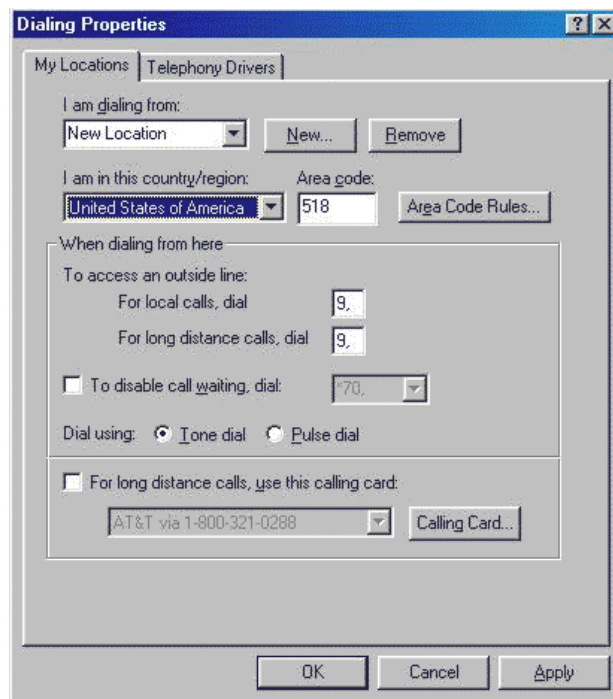 Dialing Properties
My Locations Telephony Drivers
I am dialing from:
New Location New... Remove
I am in this country/region: Area code:
United States of America 518 Area Code Rules...
When dialing from here
To access an outside line:
For local calls, dial 9,
For long distance calls, dial 9,
To disable call waiting, dial: *70,
Dial using: Tone dial Pulse dial
For long distance calls, use this calling card:
AT&T via 1-800-321-0288 Calling Card...
OK Cancel Apply